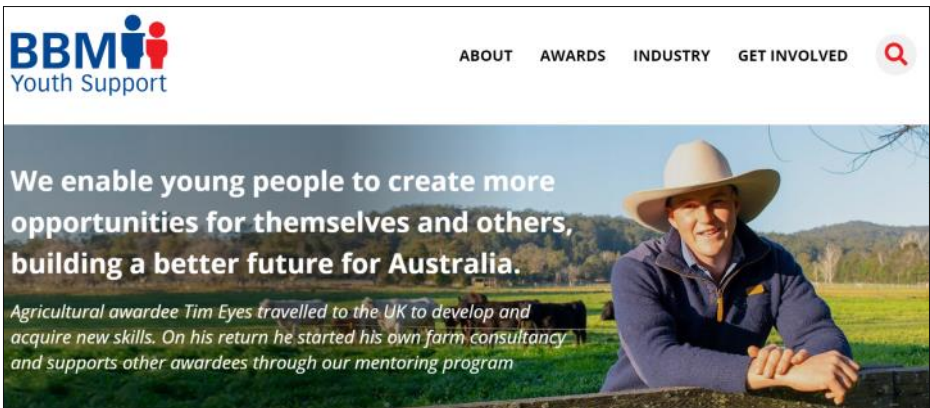 BBM
Youth Support
ABOUT AWARDS INDUSTRY GET INVOLVED
We enable young people to create more
opportunities for themselves and others,
building a better future for Australia.
Agricultural awardee Tim Eyes travelled to the UK to develop and
acquire new skills. On his return he started his own farm consultancy
and supports other awardees through our mentoring program